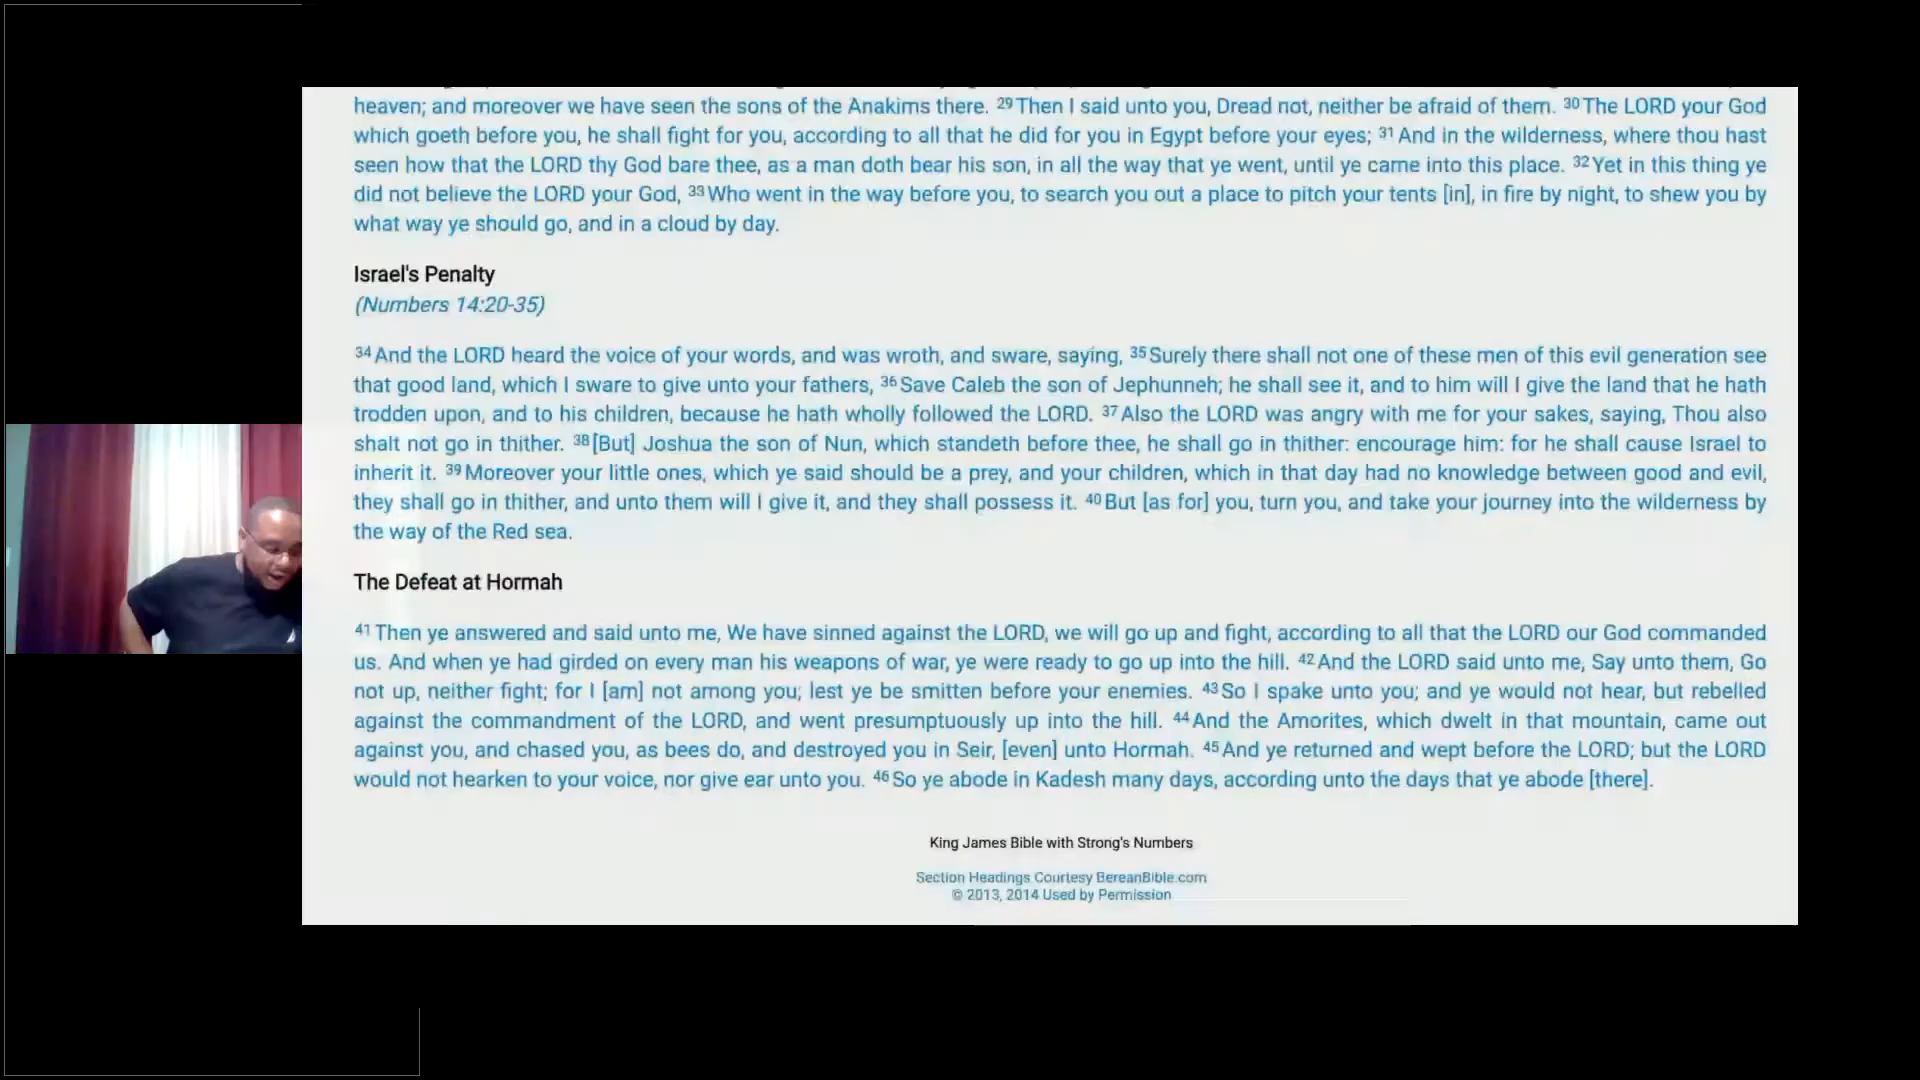 heaven; and moreover we have seen the sons of the Anakims there. 29 Then I said unto you, Dread not, neither be afraid of them. 30 The LORD your God
which goeth before you, he shall fight for you, according to all that he did for you in Egypt before your eyes; 31 And in the wilderness, where thou hast
seen how that the LORD thy God bare thee, as a man doth bear his son, in all the way that ye went, until ye came into this place. 32 Yet in this thing ye
did not believe the LORD your God, 33 Who went in the way before you, to search you out a place to pitch your tents [in], in fire by night, to shew you by
what way ye should go, and in a cloud by day.
Israel's Penalty
(Numbers 14:20-35)
34 And the LORD heard the voice of your words, and was wroth, and sware, saying, 35 Surely there shall not one of these men of this evil generation see
that good land, which I sware to give unto your fathers, 36 Save Caleb the son of Jephunneh; he shall see it, and to him will I give the land that he hath
trodden upon, and to his children, because he hath wholly followed the LORD. 37 Also the LORD was angry with me for your sakes, saying, Thou also
shalt not go in thither. 38 [But] Joshua the son of Nun, which standeth before thee, he shall go in thither: encourage him: for he shall cause Israel to
inherit it. 39 Moreover your little ones, which ye said should be a prey, and your children, which in that day had no knowledge between good and evil,
they shall go in thither, and unto them will I give it, and they shall possess it. 40 But [as for] you, turn you, and take your journey into the wilderness by
the way of the Red sea.
The Defeat at Hormah
41 Then ye answered and said unto me, We have sinned against the LORD, we will go up and fight, according to all that the LORD our God commanded
us. And when ye had girded on every man his weapons of war, ye were ready to go up into the hill. 42 And the LORD said unto me, Say unto them, Go
not up, neither fight; for I [am] not among you; lest ye be smitten before your enemies. 43 So I spake unto you; and ye would not hear, but rebelled
against the commandment of the LORD, and went presumptuously up into the hill. 44 And the Amorites, which dwelt in that mountain, came out
against you, and chased you, as bees do, and destroyed you in Seir, [even] unto Hormah. 45 And ye returned and wept before the LORD; but the LORD
would not hearken to your voice, nor give ear unto you. 46 So ye abode in Kadesh many days, according unto the days that ye abode [there].
King James Bible with Strong's Numbers
Section Headings Courtesy BereanBible.com
© 2013, 2014 Used by Permission